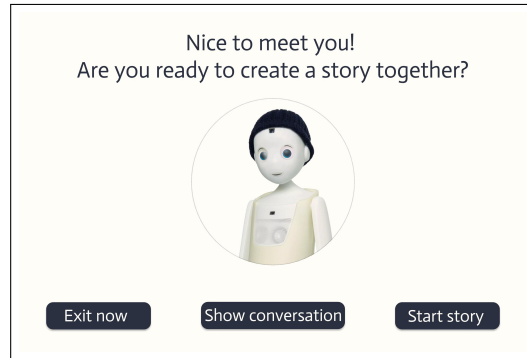 Nice to meet you!
Are you ready to create a story together?
Exit now
Show conversation
Start story